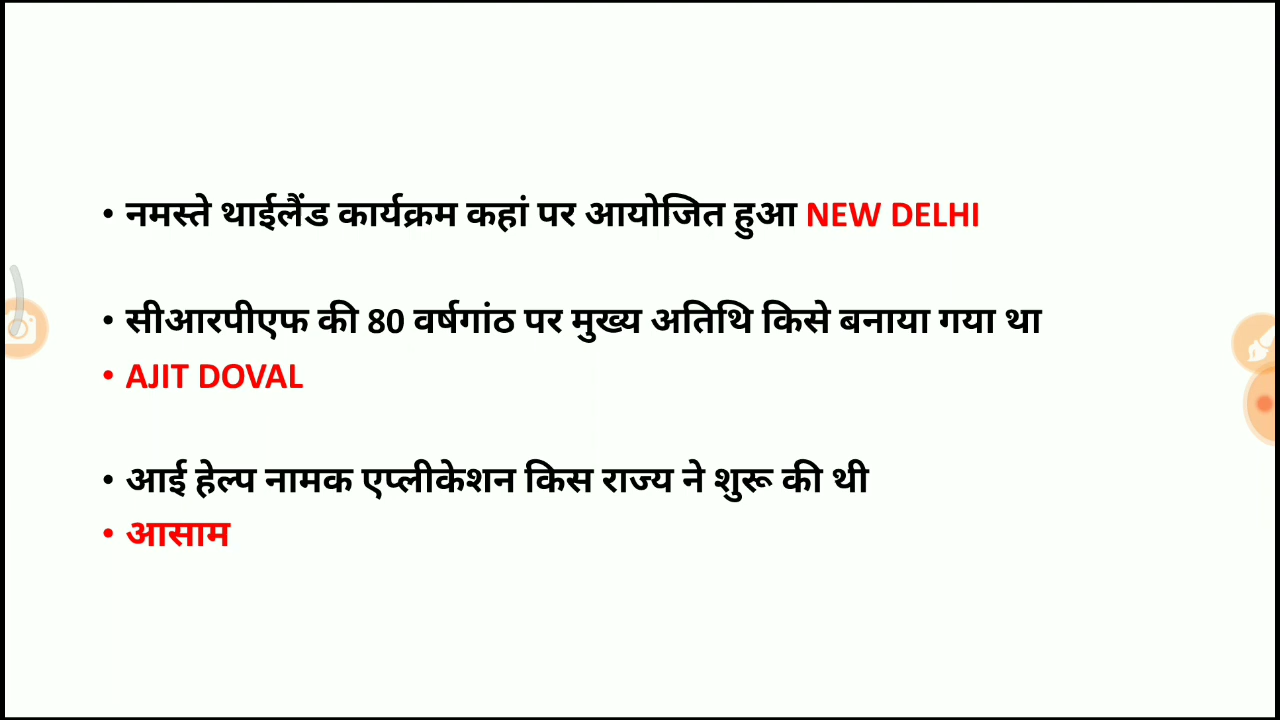 • नमस्ते थाईलैंड कार्यक्रम कहां पर आयोजित हुआ NEW DELHI
• सीआरपीएफ की 80 वर्षगांठ पर मुख्य अतिथि किसे बनाया गया था
• AJIT DOVAL
• आई हेल्प नामक एप्लीकेशन किस राज्य ने शुरू की थी
• आसाम